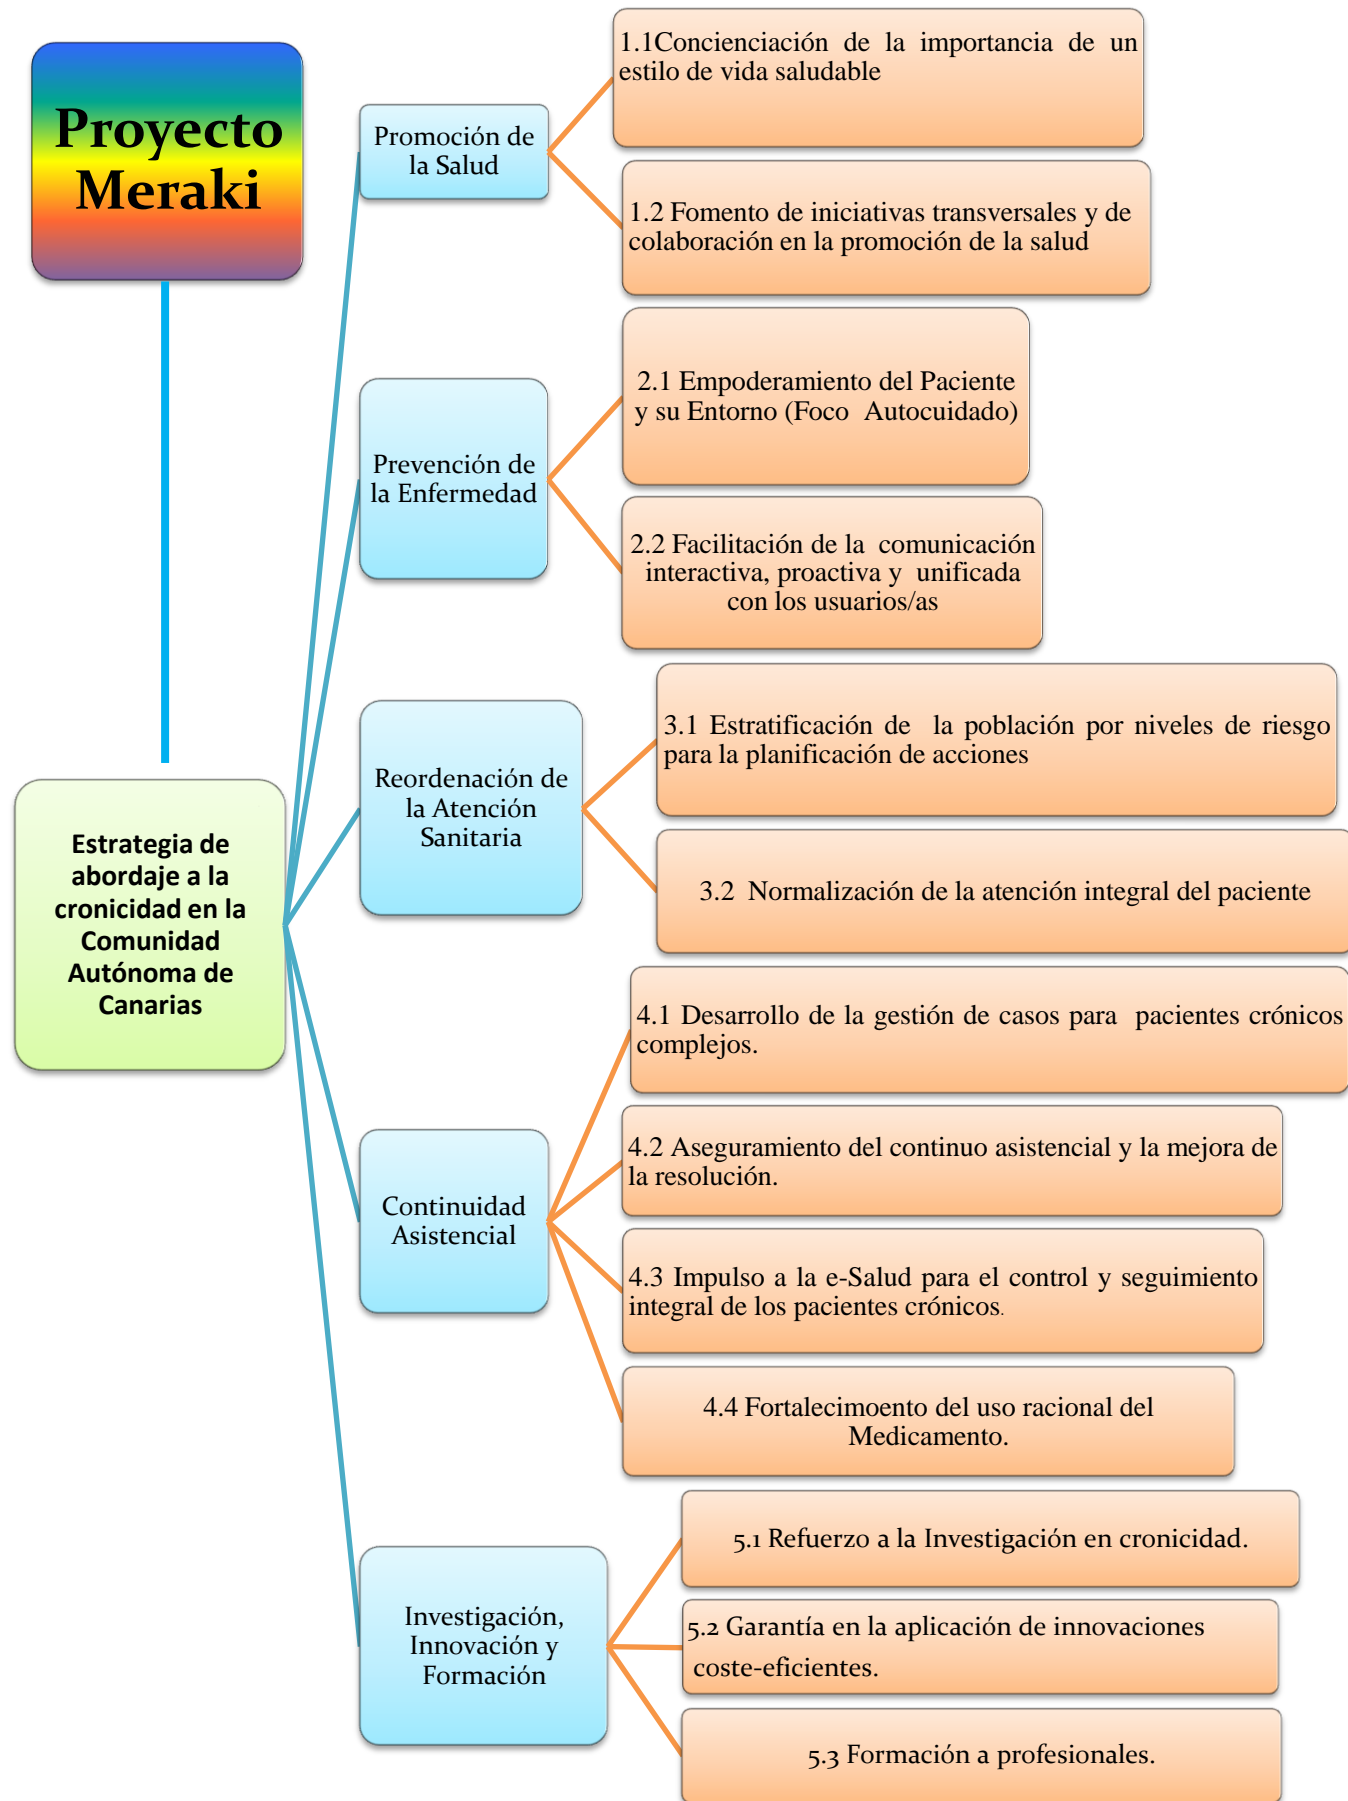 Proyecto
Meraki
Estrategia de
abordaje a la
cronicidad en la
Comunidad
Autónoma de
Canarias
Promoción de
la Salud
1.1Concienciación de la importancia de un
estilo de vida saludable
1.2 Fomento de iniciativas transversales y de
colaboración en la promoción de la salud
Prevención de
la Enfermedad
2.1 Empoderamiento del Paciente
y su Entorno (Foco Autocuidado)
2.2 Facilitación de la comunicación
interactiva, proactiva y unificada
con los usuarios/as
Reordenación de
la Atención
Sanitaria
3.1 Estratificación de la población por niveles de riesgo
para la planificación de acciones
3.2 Normalización de la atención integral del paciente
Continuidad
Asistencial
4.1 Desarrollo de la gestión de casos para pacientes crónicos
complejos.
4.2 Aseguramiento del continuo asistencial y la mejora de
la resolución.
4.3 Impulso a la e-Salud para el control y seguimiento
integral de los pacientes crónicos.
4.4 Fortalecimoento del uso racional del
Medicamento.
Investigación,
Innovación y
Formación
5.1 Refuerzo a la Investigación en cronicidad.
5.2 Garantía en la aplicación de innovaciones
coste-eficientes.
5.3 Formación a profesionales.